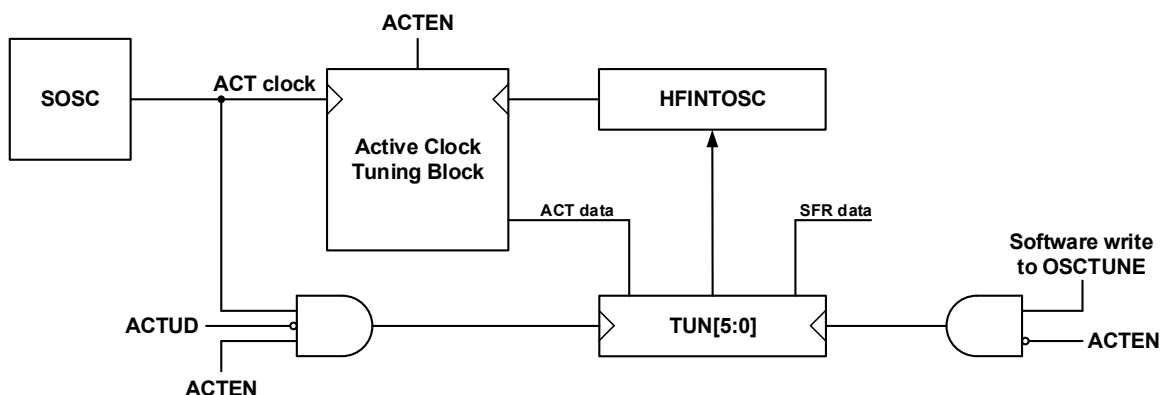 ACTEN
SOSC
ACT clock
HFINTOSC
Active Clock
Tuning Block
ACT data
SFR data
Software write
to OSCTUNE
ACTUD
TUN[5:0]
ACTEN
ACTEN